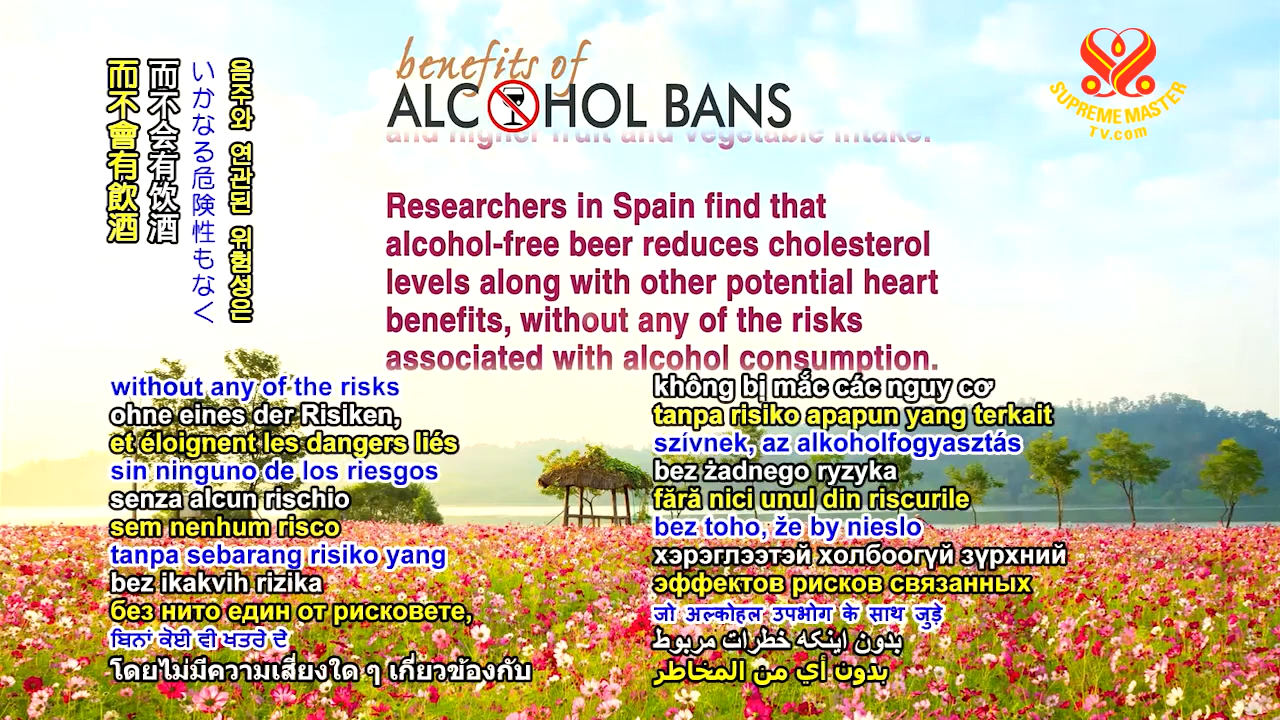 benefits of
ALCOHOL BANS
SUPREME MASTER
TV.com
and higher fruit and vegetable intake.
Researchers in Spain find that
alcohol-free beer reduces cholesterol
levels along with other potential heart
benefits, without any of the risks
associated with alcohol consumption.
음주와 연관된 위험성은
いかなる危険性もなく
而不会有饮酒
而不會有飲酒
without any of the risks
ohne eines der Risiken,
et éloignent les dangers liés
sin ninguno de los riesgos
senza alcun rischio
sem nenhum risco
tanpa sebarang risiko yang
bez ikakvih rizika
без нито един от рисковете,
ਬਿਨਾਂ ਕੋਈ ਵੀ ਖਤਰੇ ਦੇ
โดยไม่มีความเสี่ยงใด ๆ เกี่ยวข้องกับ
không bị mắc các nguy cơ
tanpa risiko apapun yang terkait
szívnek, az alkoholfogyasztás
bez żadnego ryzyka
fără nici unul din riscurile
bez toho, že by nieslo
хэрэглээтэй холбоогүй зүрхний
эффектов рисков связанных
जो अल्कोहल उपभोग के साथ जुड़े
بدون اینکه خطرات مربوط
بدون أي من المخاطر